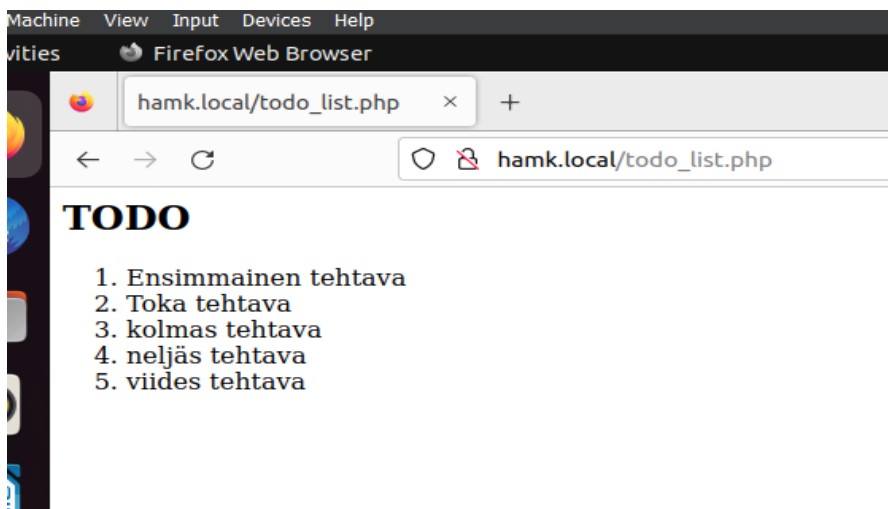 Machine View Input Devices Help
vities Firefox Web Browser
hamk.local/todo_list.php × +
hamk.local/todo_list.php
TODO
1. Ensimmainen tehtava
2. Toka tehtava
3. kolmas tehtava
4. neljäs tehtava
5. viides tehtava